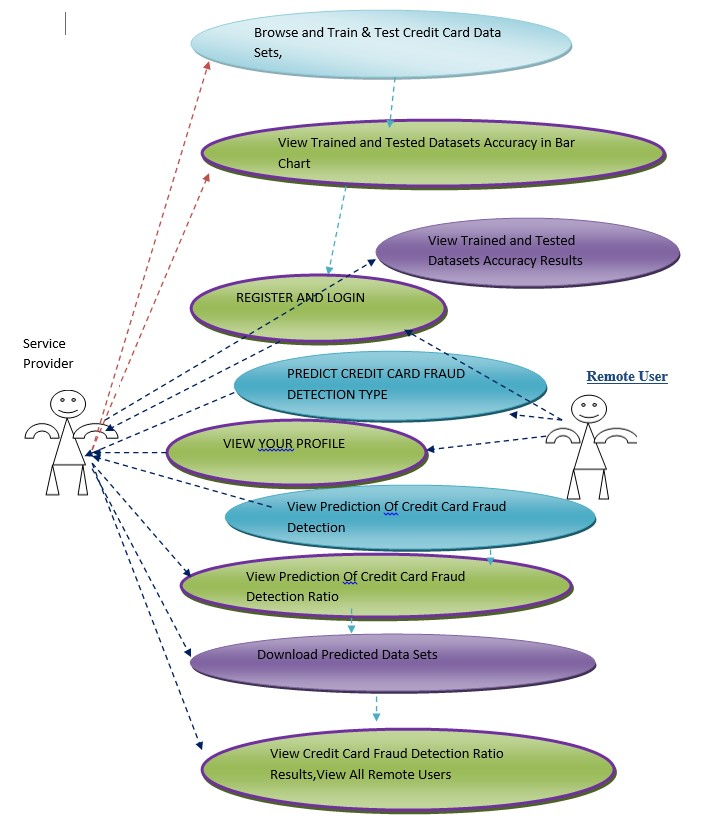 Browse and Train & Test Credit Card Data
Sets,
View Trained and Tested Datasets Accuracy in Bar
Chart
View Trained and Tested
Datasets Accuracy Results
REGISTER AND LOGIN
Service
Provider
PREDICT CREDIT CARD FRAUD
DETECTION TYPE
Remote User
VIEW YOUR PROFILE
View Prediction Of Credit Card Fraud
Detection
View Prediction Of Credit Card Fraud
Detection Ratio
Download Predicted Data Sets
View Credit Card Fraud Detection Ratio
Results,View All Remote Users